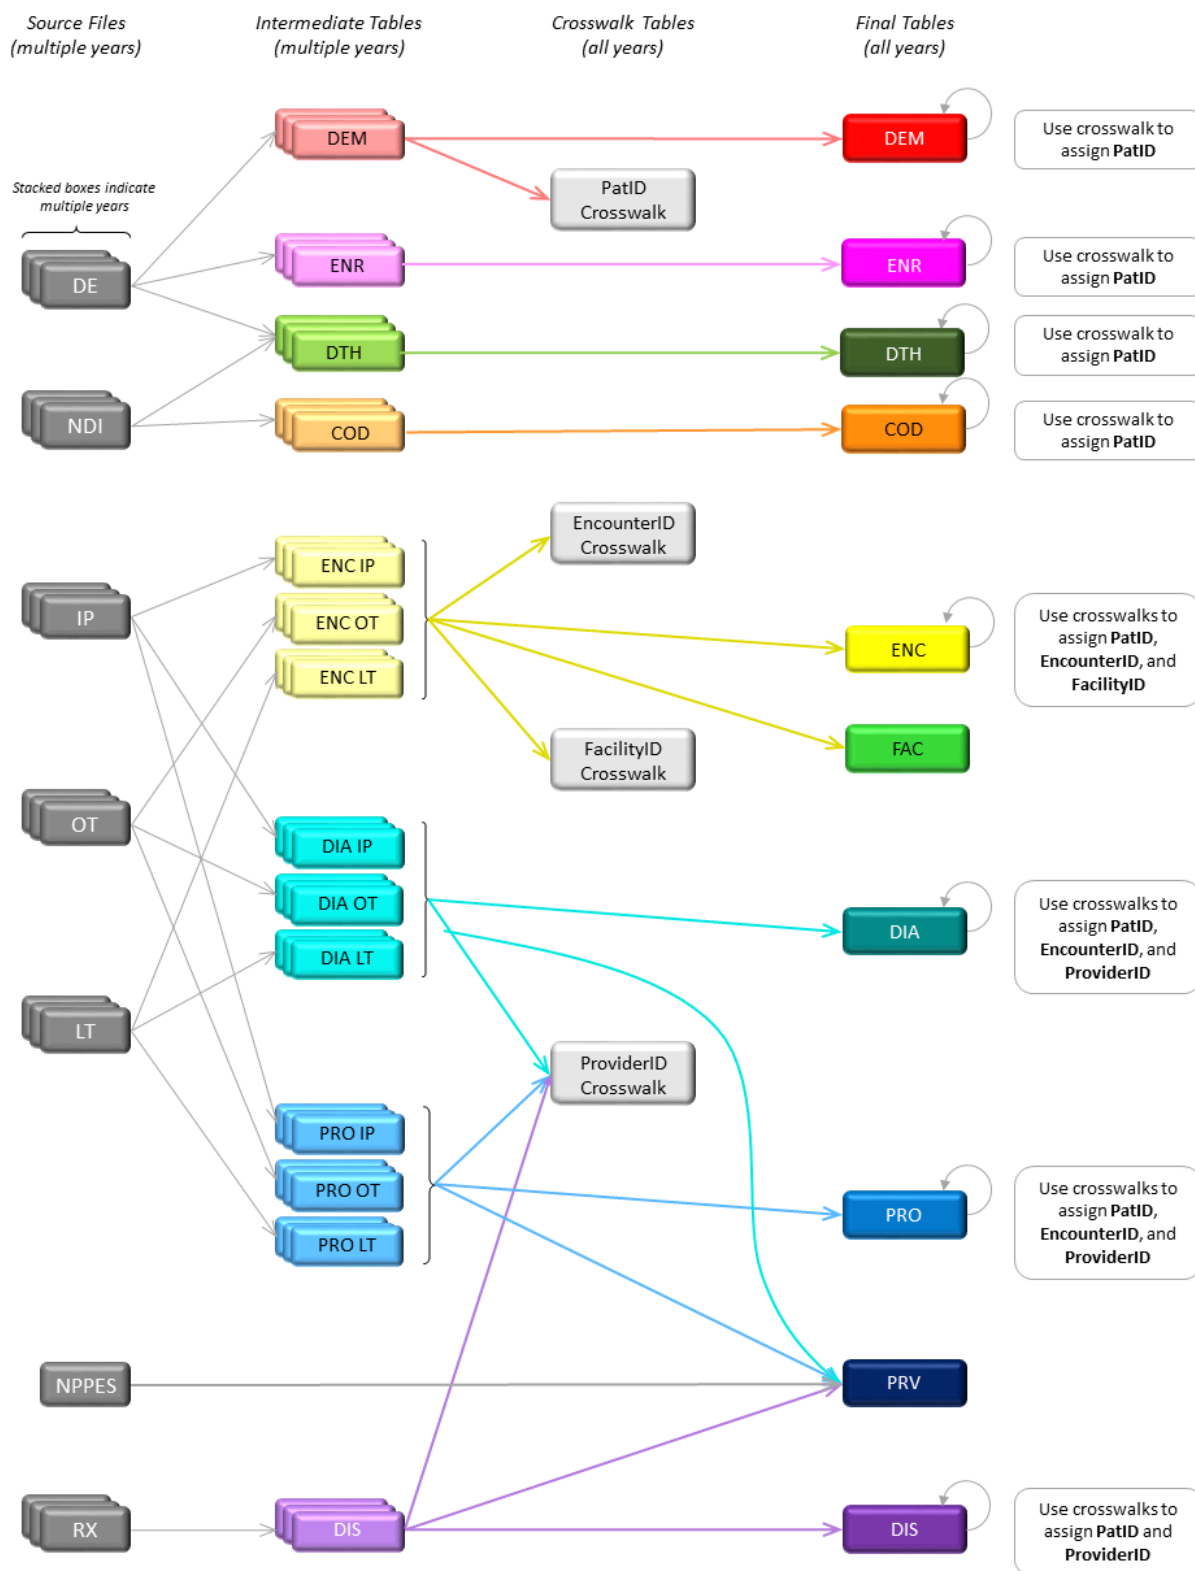 Source Files
(multiple years)
Intermediate Tables
(multiple years)
Crosswalk Tables
(all years)
Final Tables
(all years)
DEM
DEM
Use crosswalk to
assign PatID
PatID
Crosswalk
Stacked boxes indicate
multiple years
DE
ENR
ENR
Use crosswalk to
assign PatID
DTH
DTH
Use crosswalk to
assign PatID
NDI
COD
COD
Use crosswalk to
assign PatID
EncounterID
Crosswalk
IP
ENC IP
ENC OT
ENC LT
ENC
Use crosswalks to
assign PatID,
EncounterID, and
FacilityID
FacilityID
Crosswalk
FAC
OT
DIA IP
DIA OT
DIA LT
DIA
Use crosswalks to
assign PatID,
EncounterID, and
ProviderID
LT
ProviderID
Crosswalk
PRO IP
PRO OT
PRO LT
PRO
Use crosswalks to
assign PatID,
EncounterID, and
ProviderID
NPPES
PRV
RX
DIS
DIS
Use crosswalks to
assign PatID and
ProviderID